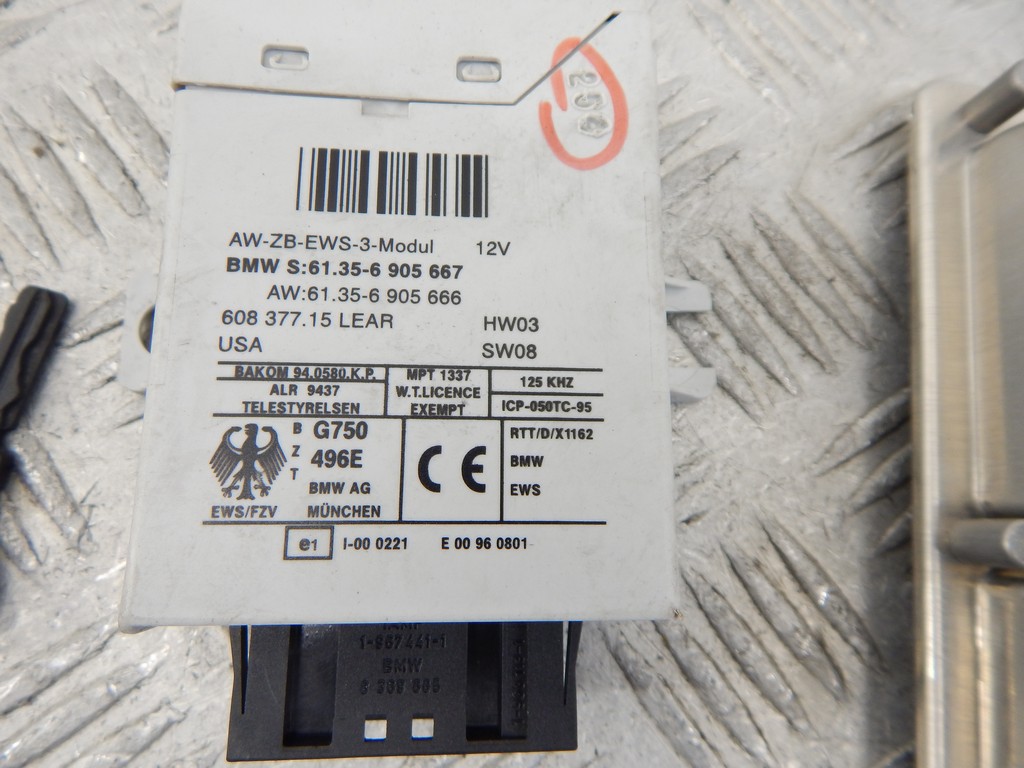 AW-ZB-EWS-3-Modul 12V
BMW S:61.35-6 905 667
AW:61.35-6 905 666
608 377.15 LEAR HW03
USA SW08
BAKOM 94.0580.K.P. MPT 1337 125 KHZ
ALR 9437 W.T.LICENCE
TELESTYRELSEN EXEMPT ICP-050TC-95
B G750 RTT/D/X1162
Z 496E BMW
T BMW AG CE EWS
EWS/FZV MÜNCHEN
e1 I-00 0221 E 00 96 0801
1-967441-1
BMW